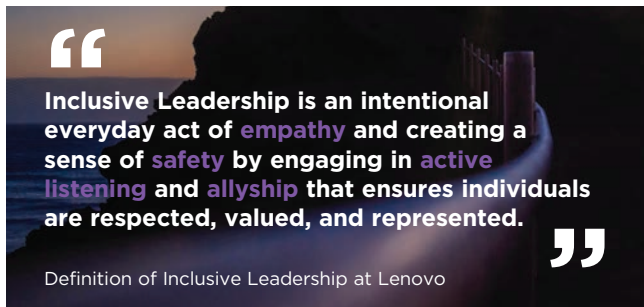 “
Inclusive Leadership is an intentional
everyday act of empathy and creating a
sense of safety by engaging in active
listening and allyship that ensures individuals
are respected, valued, and represented.
”
Definition of Inclusive Leadership at Lenovo